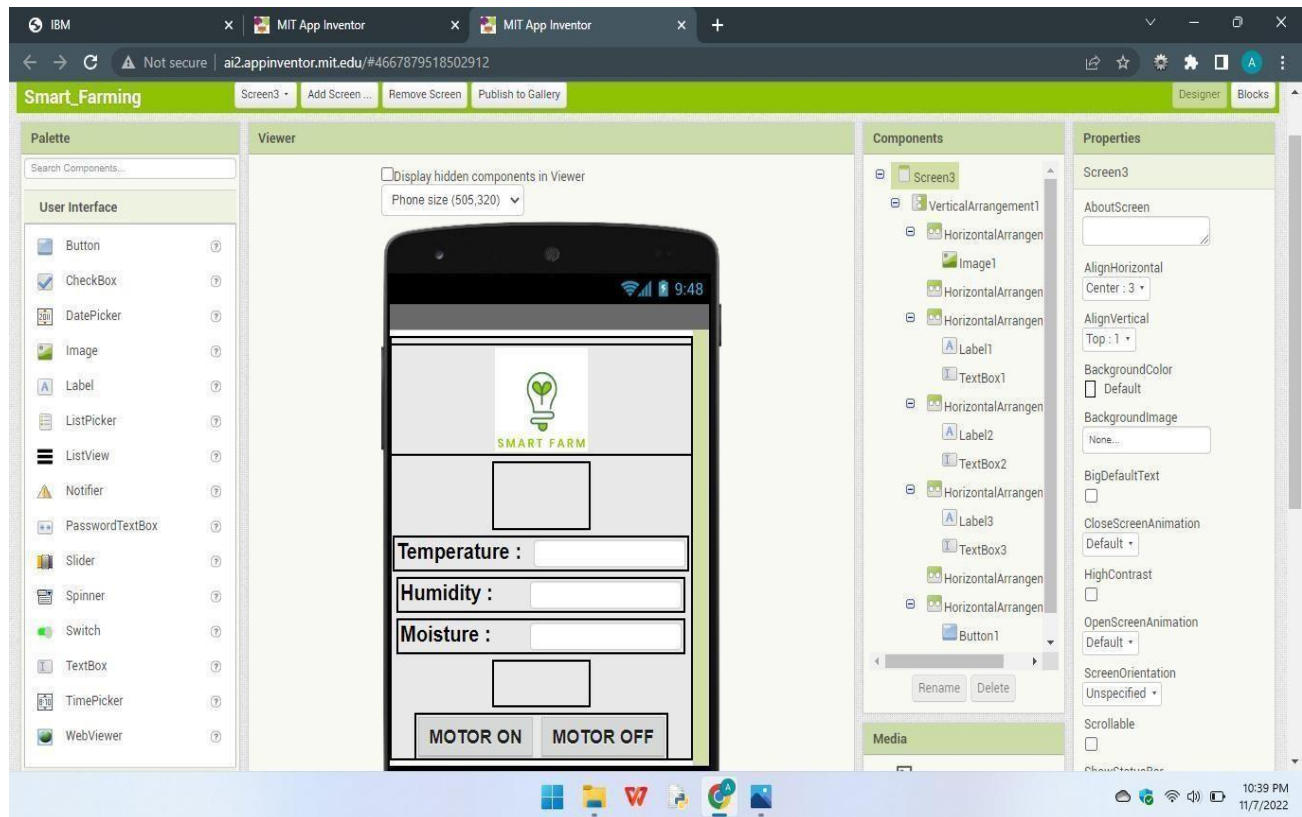 IBM
MIT App Inventor
MIT App Inventor
Not secure
ai2.appinventor.mit.edu/#4667879518502912
A
Smart_Farming
Screen3
Add Screen ...
Remove Screen
Publish to Gallery
Designer
Blocks
Palette
Search Components...
User Interface
Button
CheckBox
DatePicker
Image
Label
ListPicker
ListView
Notifier
PasswordTextBox
Slider
Spinner
Switch
TextBox
TimePicker
WebViewer
Viewer
Display hidden components in Viewer
Phone size (505,320)
9:48
SMART FARM
Temperature :
Humidity :
Moisture :
MOTOR ON
MOTOR OFF
Components
Screen3
VerticalArrangement1
HorizontalArrangen
Image1
HorizontalArrangen
HorizontalArrangen
Label1
TextBox1
HorizontalArrangen
Label2
TextBox2
HorizontalArrangen
Label3
TextBox3
HorizontalArrangen
HorizontalArrangen
Button1
Rename
Delete
Media
Properties
Screen3
AboutScreen
AlignHorizontal
Center : 3
AlignVertical
Top : 1
BackgroundColor
Default
BackgroundImage
None...
BigDefaultText
CloseScreenAnimation
Default
HighContrast
OpenScreenAnimation
Default
ScreenOrientation
Unspecified
Scrollable
ShowStatusBar
10:39 PM
11/7/2022